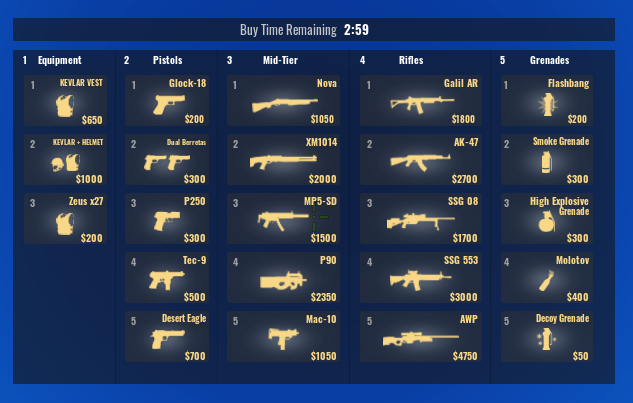 Buy Time Remaining 2:59
1 Equipment
2 Pistols
3 Mid-Tier
4 Rifles
5 Grenades
1 KEVLAR VEST
$650
1 Glock-18
$200
1 Nova
$1050
1 Galil AR
$1800
1 Flashbang
$200
2 KEVLAR + HELMET
$1000
2 Dual Berretas
$300
2 XM1014
$2000
2 AK-47
$2700
2 Smoke Grenade
$300
3 Zeus x27
$200
3 P250
$300
3 MP5-SD
$1500
3 SSG 08
$1700
3 High Explosive
Grenade
$300
4 Tec-9
$500
4 P90
$2350
4 SSG 553
$3000
4 Molotov
$400
5 Desert Eagle
$700
5 Mac-10
$1050
5 AWP
$4750
5 Decoy Grenade
$50